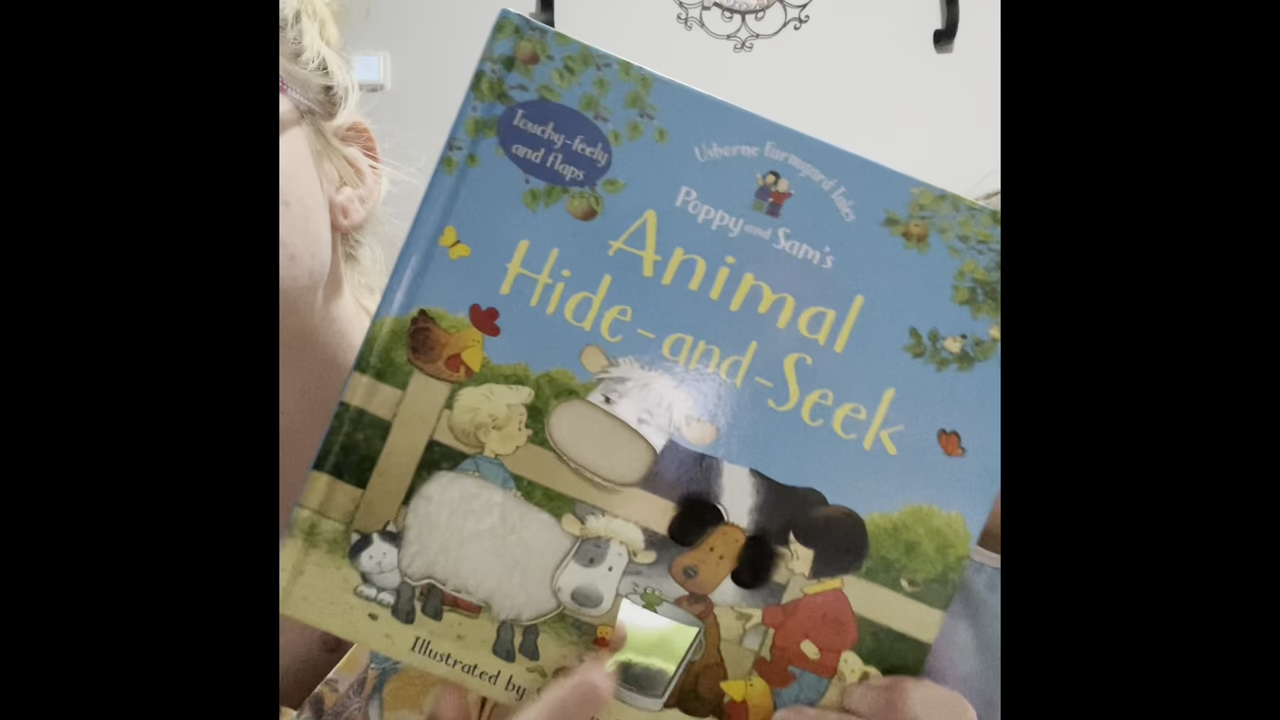 Touchy-feely
and flaps
Usborne Farmyard Tales
Poppy and Sam's
Animal
Hide-and-Seek
Illustrated by